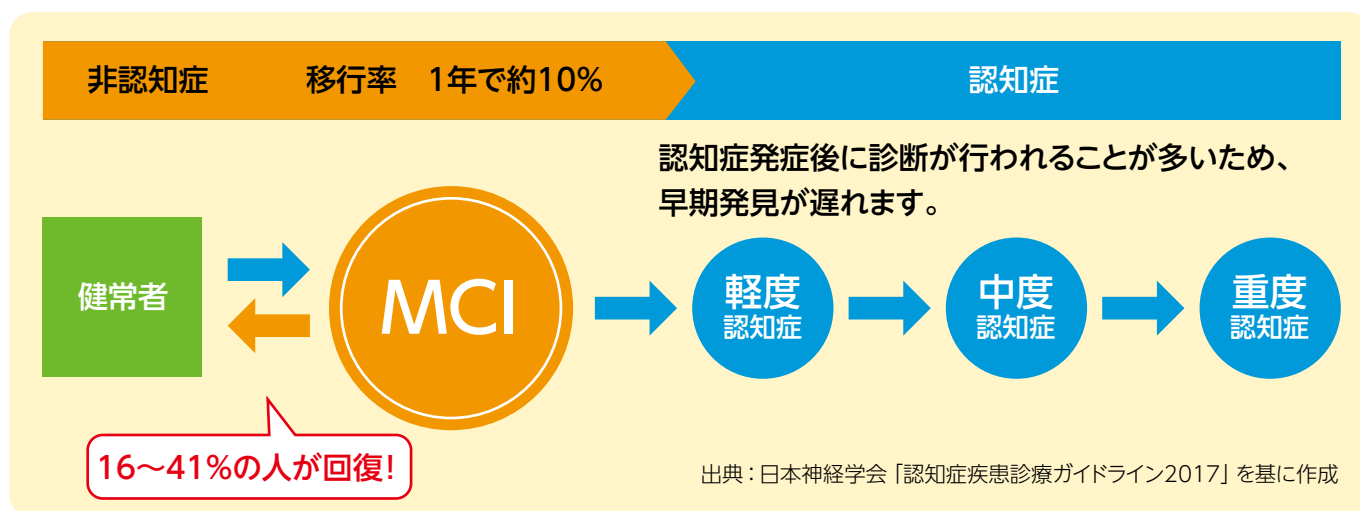 非認知症 移行率 1年で約10% 認知症
認知症発症後に診断が行われることが多いため、
早期発見が遅れます。
健常者
MCI
軽度
認知症
中度
認知症
重度
認知症
16〜41%の人が回復!
出典：日本神経学会「認知症疾患診療ガイドライン2017」を基に作成